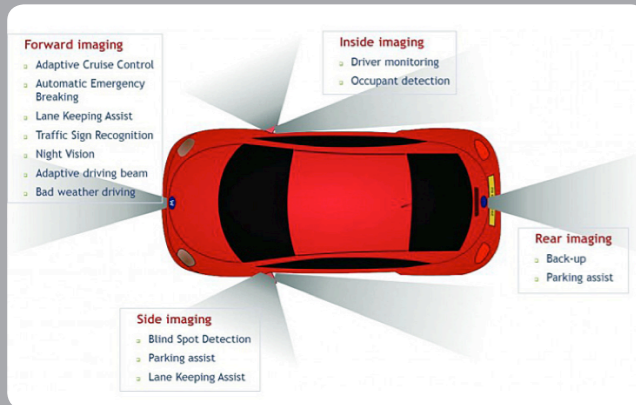 Forward imaging
Adaptive Cruise Control
Automatic Emergency
Breaking
Lane Keeping Assist
Traffic Sign Recognition
Night Vision
Adaptive driving beam
Bad weather driving
Inside imaging
Driver monitoring
Occupant detection
Rear imaging
Back-up
Parking assist
Side imaging
Blind Spot Detection
Parking assist
Lane Keeping Assist